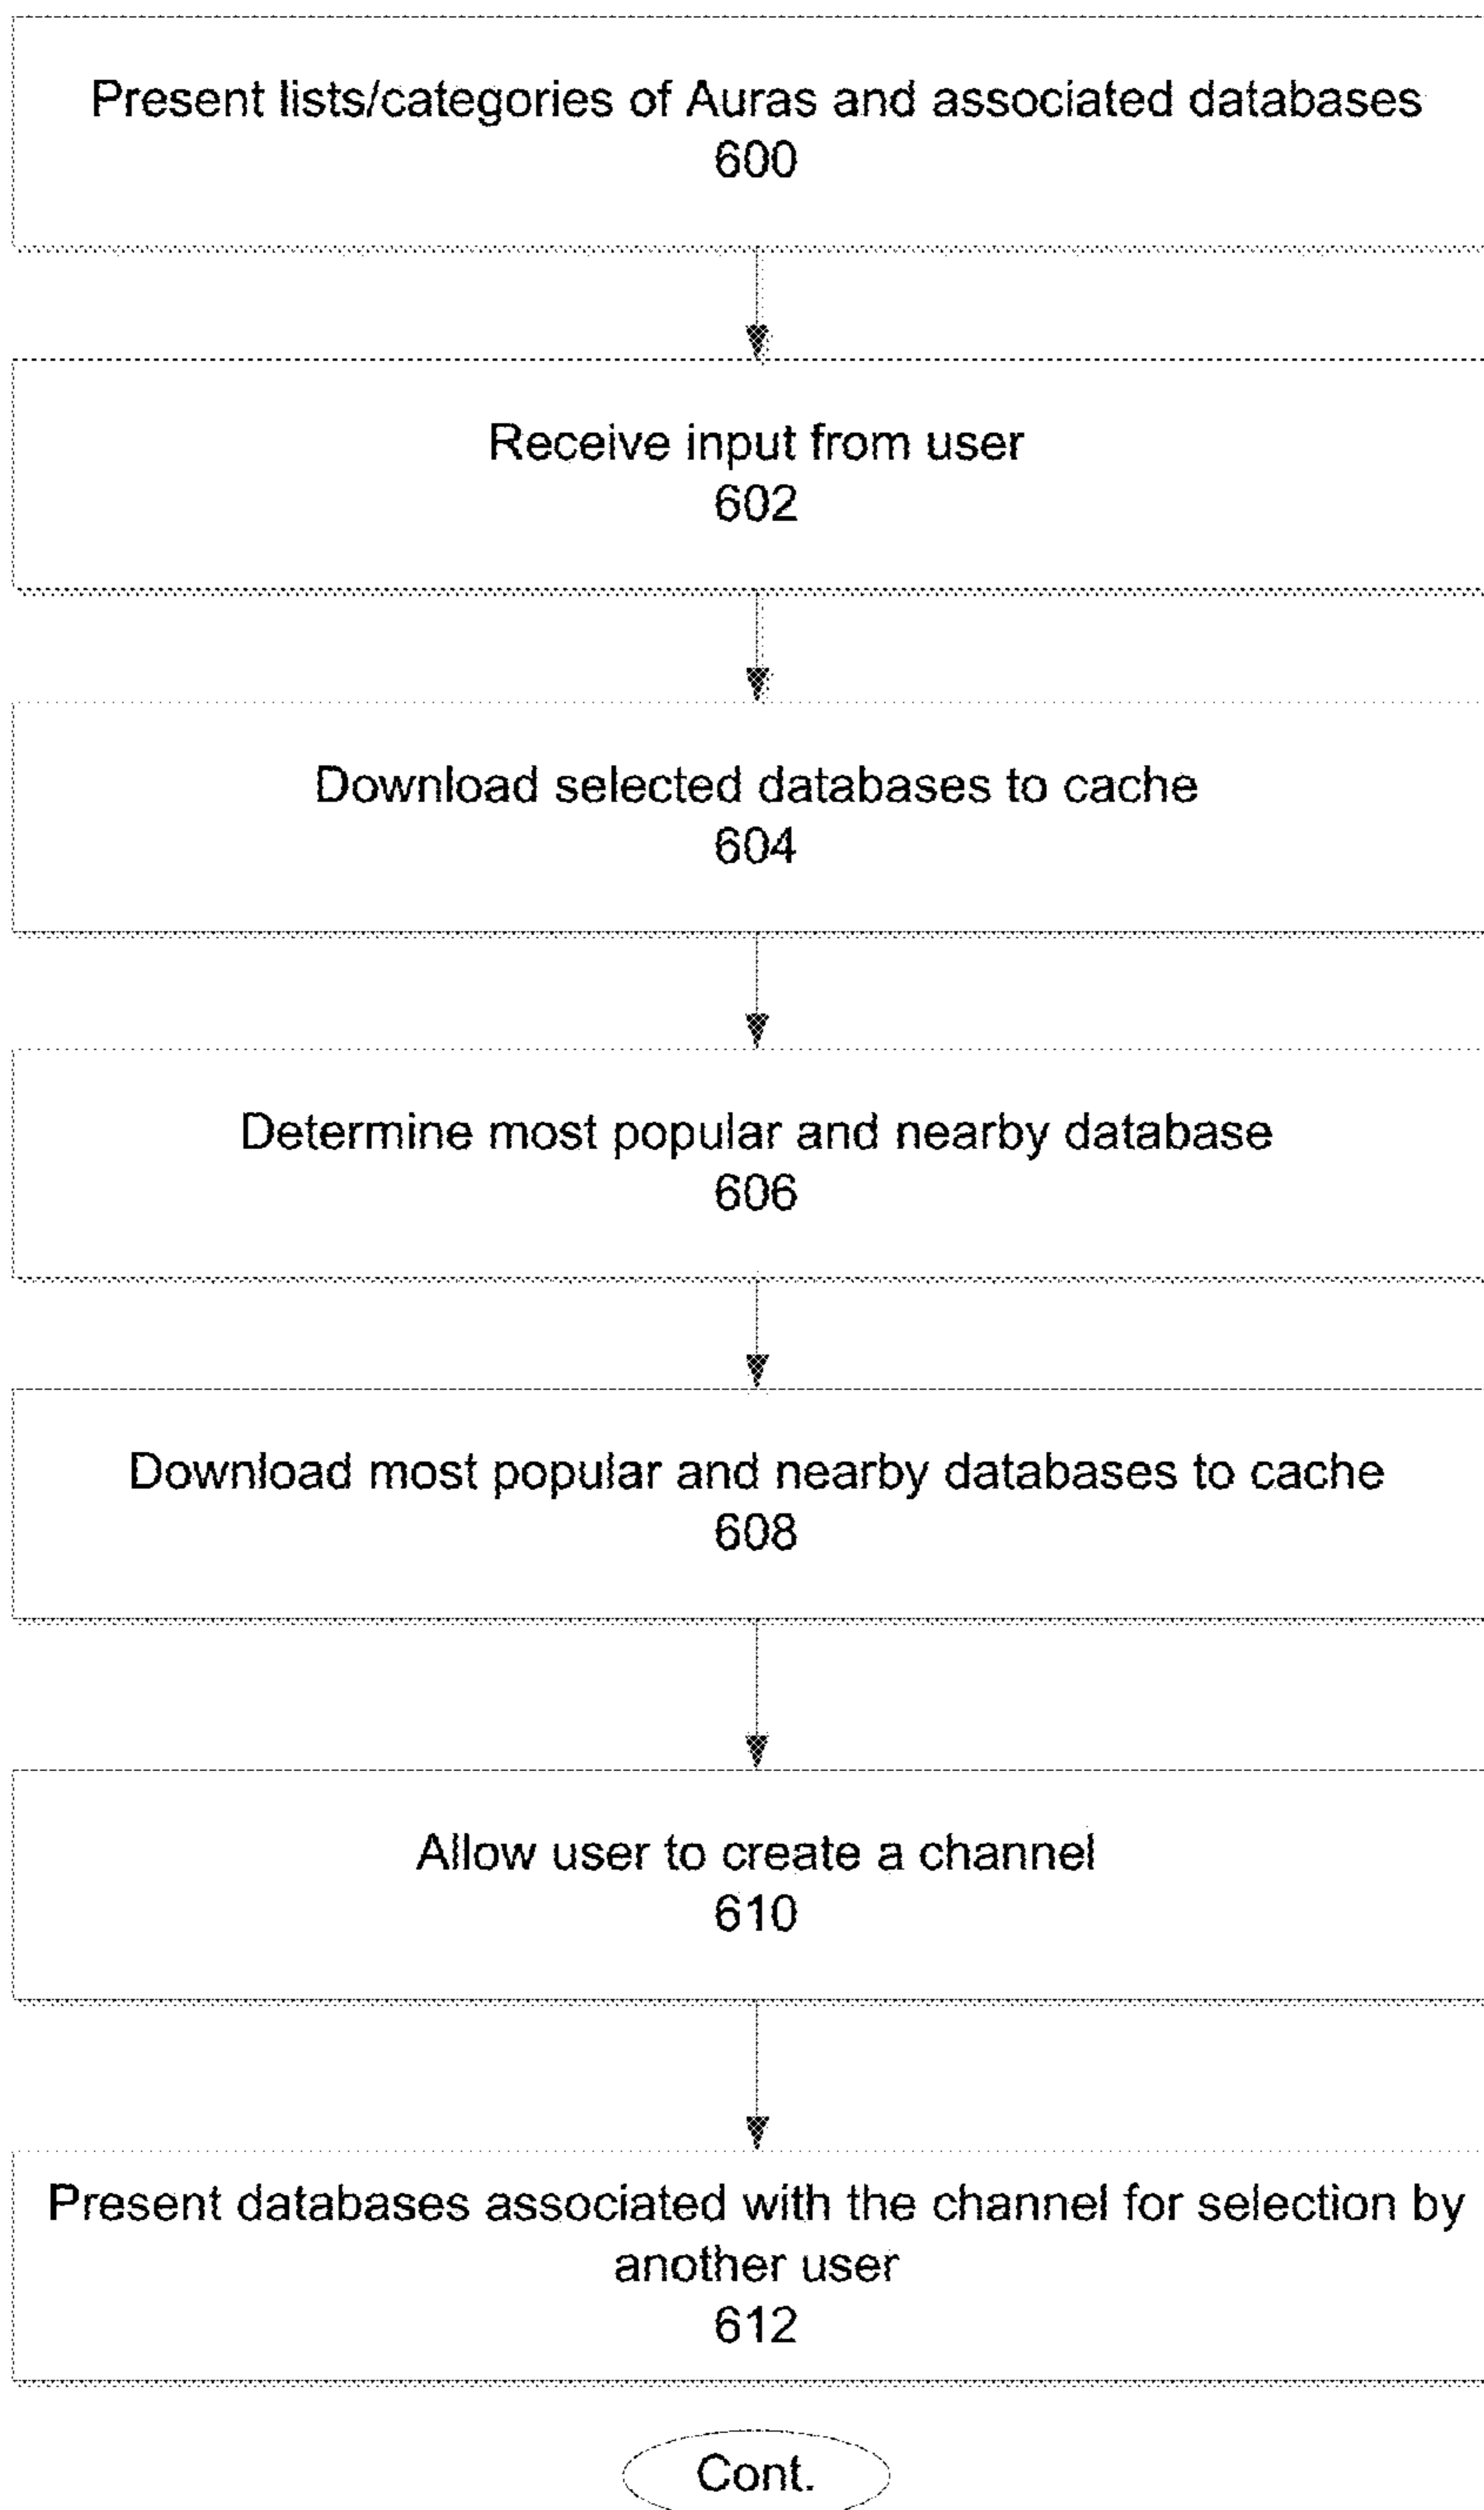 Present lists/categories of Auras and associated databases
600
Receive input from user
602
Download selected databases to cache
604
Determine most popular and nearby database
606
Download most popular and nearby databases to cache
608
Allow user to create a channel
610
Present databases associated with the channel for selection by
another user
612
Cont.